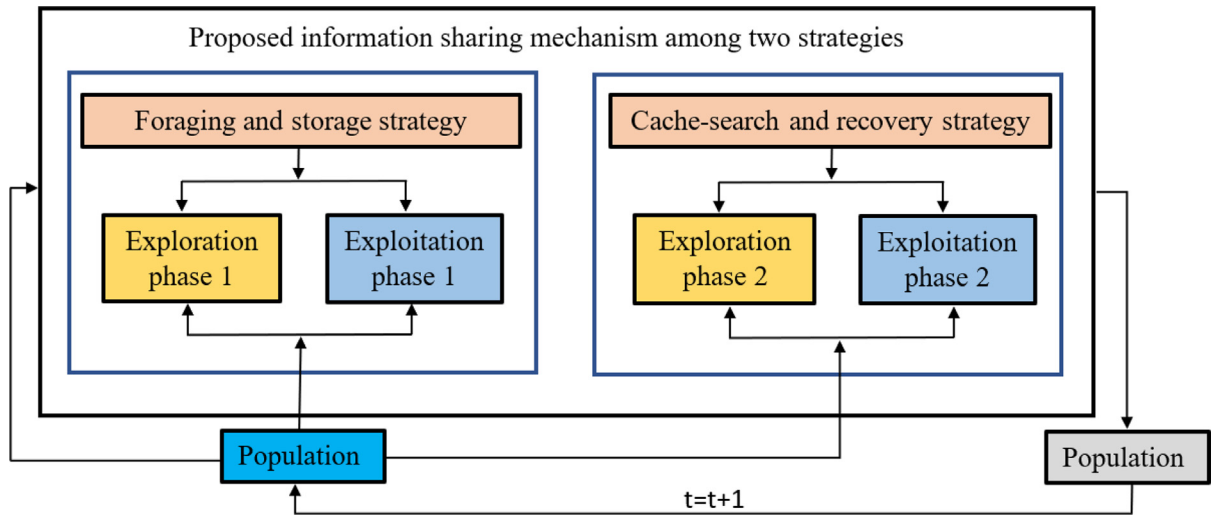 Proposed information sharing mechanism among two strategies
Foraging and storage strategy
Exploration
phase 1
Exploitation
phase 1
Cache-search and recovery strategy
Exploration
phase 2
Exploitation
phase 2
Population
Population
t=t+1